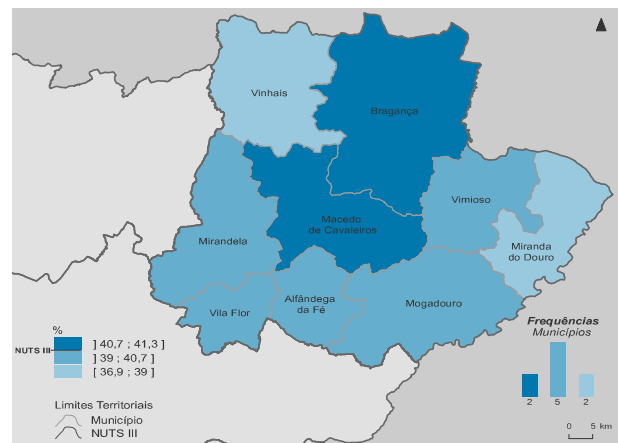 Vinhais
Bragança
Vimioso
Macedo
de Cavaleiros
Mirandela
Miranda
do Douro
Alfândega
da Fé
Vila Flor
Mogadouro
%
] 40,7 ; 41,3 ]
NUTS III
] 39 ; 40,7 ]
[ 36,9 ; 39 ]
Limites Territoriais
Município
NUTS III
Frequências
Municípios
2 5 2
0 5 km